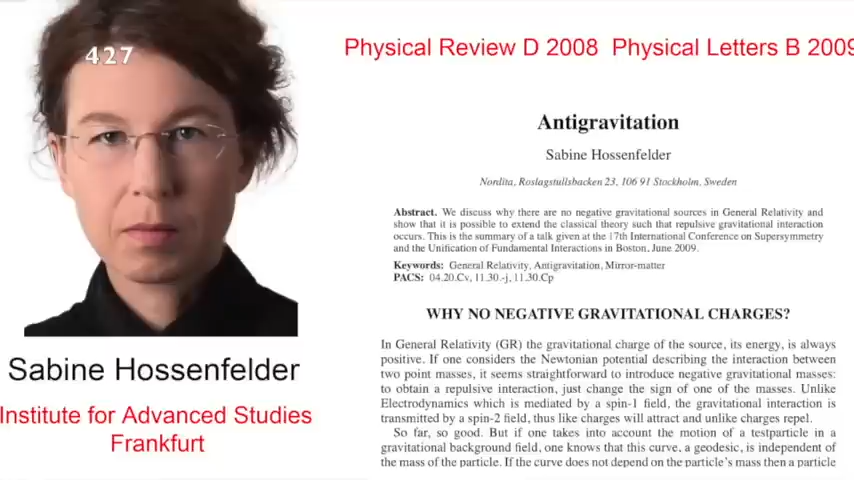 427
Physical Review D 2008 Physical Letters B 2009
Antigravitation
Sabine Hossenfelder
Nordita, Roslagstullsbacken 23, 106 91 Stockholm, Sweden
Abstract. We discuss why there are no negative gravitational sources in General Relativity and
show that it is possible to extend the classical theory such that repulsive gravitational interaction
occurs. This is the summary of a talk given at the 17th International Conference on Supersymmetry
and the Unification of Fundamental Interactions in Boston, June 2009.
Keywords: General Relativity, Antigravitation, Mirror-matter
PACS: 04.20.Cv, 11.30.-j, 11.30.Cp
WHY NO NEGATIVE GRAVITATIONAL CHARGES?
In General Relativity (GR) the gravitational charge of the source, its energy, is always
positive. If one considers the Newtonian potential describing the interaction between
two point masses, it seems straightforward to introduce negative gravitational masses:
to obtain a repulsive interaction, just change the sign of one of the masses. Unlike
Electrodynamics which is mediated by a spin-1 field, the gravitational interaction is
transmitted by a spin-2 field, thus like charges will attract and unlike charges repel.
So far, so good. But if one takes into account the motion of a testparticle in a
gravitational background field, one knows that this curve, a geodesic, is independent of
the mass of the particle. If the curve does not depend on the particle's mass then a particle
Sabine Hossenfelder
Institute for Advanced Studies
Frankfurt